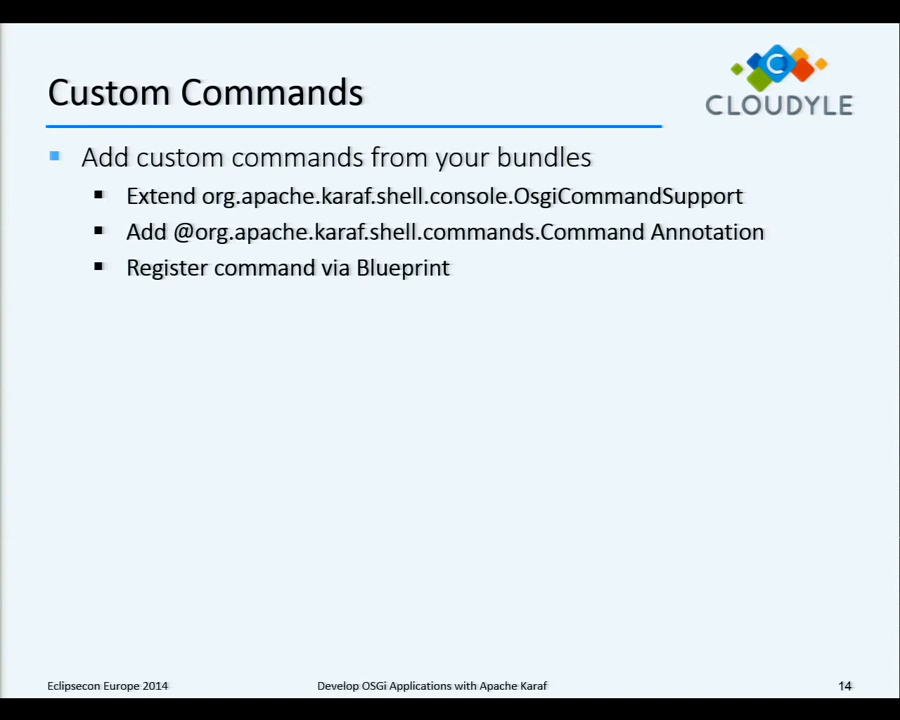 Custom Commands
CLOUDYLE
Add custom commands from your bundles
Extend org.apache.karaf.shell.console.OsgiCommandSupport
Add @org.apache.karaf.shell.commands.Command Annotation
Register command via Blueprint
Eclipsecon Europe 2014
Develop OSGi Applications with Apache Karaf
14